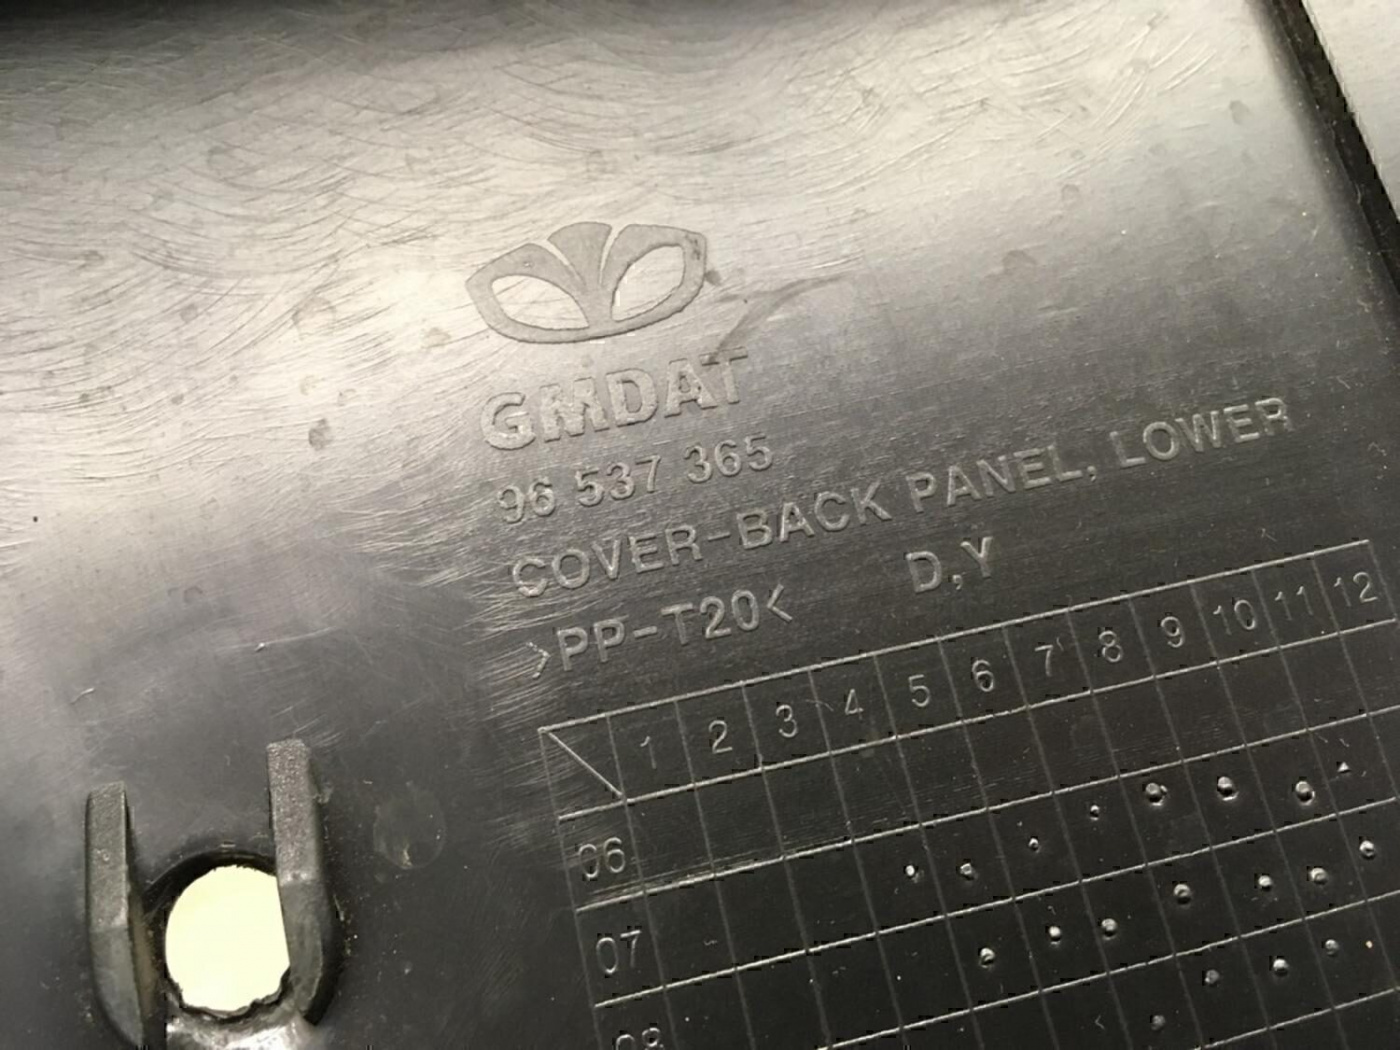 GMDAT
96 537 365
COVER-BACK PANEL, LOWER
>PP-T20< D,Y
1 2 3 4 5 6 7 8 9 10 11 12
06
07
08